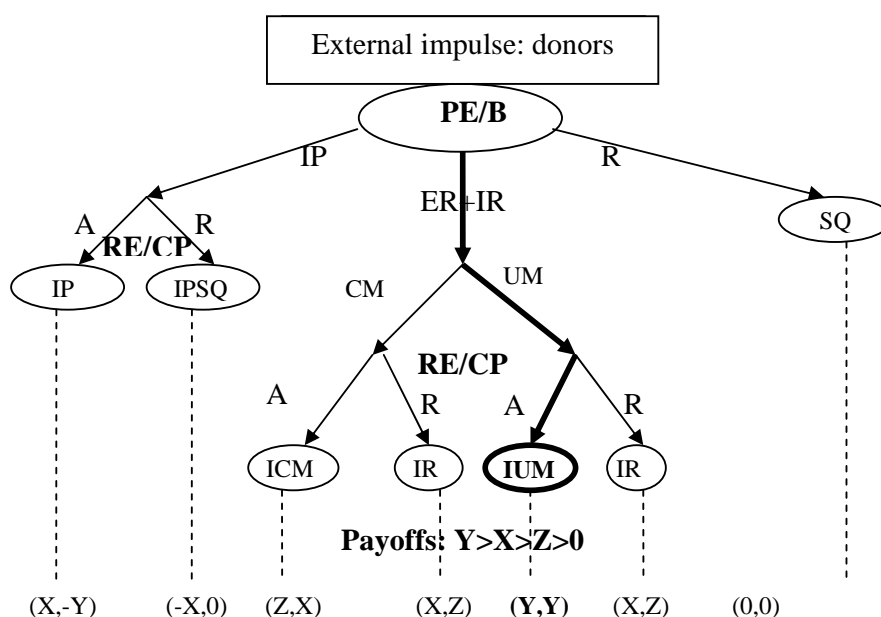 External impulse: donors
PE/B
IP
R
ER+IR
SQ
A
R
RE/CP
IP
IPSQ
CM
UM
RE/CP
A
R
A
R
ICM
IR
IUM
IR
Payoffs: Y>X>Z>0
(X,-Y) (-X,0) (Z,X) (X,Z) (Y,Y) (X,Z) (0,0)